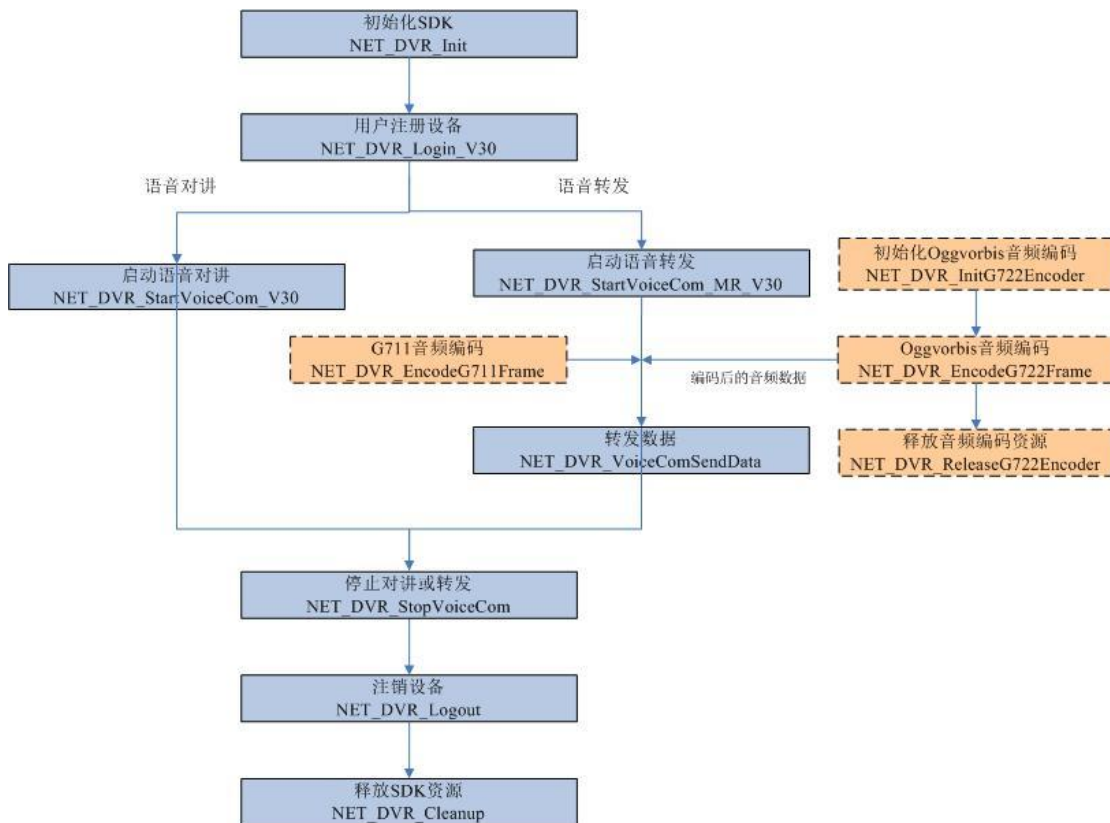 初始化SDK
NET_DVR_Init
用户注册设备
NET_DVR_Login_V30
语音对讲
语音转发
启动语音对讲
NET_DVR_StartVoiceCom_V30
启动语音转发
NET_DVR_StartVoiceCom_MR_V30
初始化Oggvorbis音频编码
NET_DVR_InitG722Encoder
G711音频编码
NET_DVR_EncodeG711Frame
编码后的音频数据
Oggvorbis音频编码
NET_DVR_EncodeG722Frame
转发数据
NET_DVR_VoiceComSendData
释放音频编码资源
NET_DVR_ReleaseG722Encoder
停止对讲或转发
NET_DVR_StopVoiceCom
注销设备
NET_DVR_Logout
释放SDK资源
NET_DVR_Cleanup